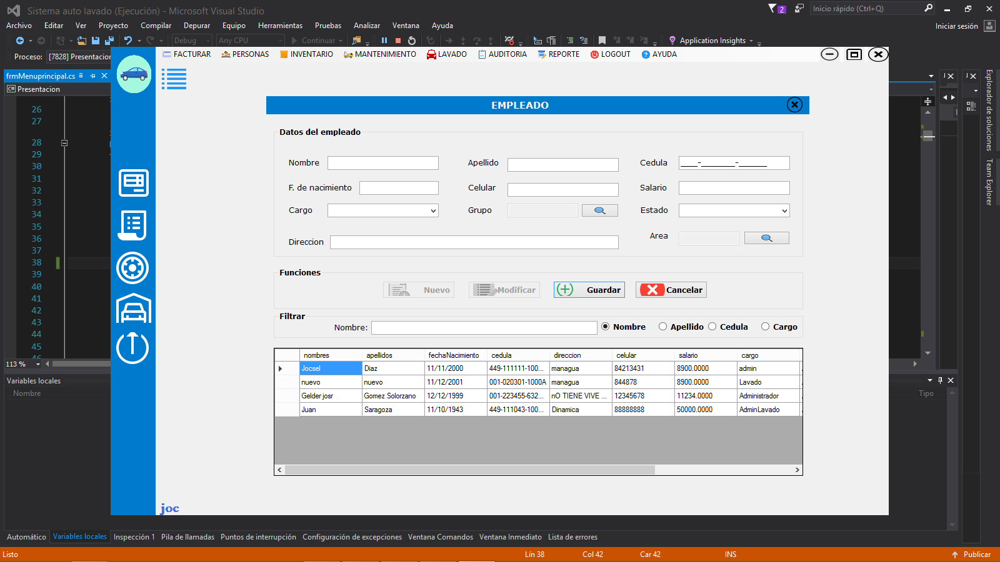 Sistema auto lavado (Ejecución) - Microsoft Visual Studio
2
Inicio rápido (Ctrl+Q)
Archivo Editar Ver Proyecto Compilar Depurar Equipo Herramientas Pruebas Analizar Ventana Ayuda
Iniciar sesión
Debug Any CPU Continuar Application Insights
Proceso: [7828] Presentacion
FACTURAR PERSONAS INVENTARIO MANTENIMIENTO LAVADO AUDITORIA REPORTE LOGOUT AYUDA
frmMenuprincipal.cs
C# Presentacion
Explorador de soluciones
Team Explorer
EMPLEADO
26
27
28
29
30
31
32
33
34
35
36
37
38
39
40
41
42
43
44
45
46
Datos del empleado
Nombre Apellido Cedula ____-________-______
F. de nacimiento Celular Salario
Cargo Grupo Estado
Direccion Area
Funciones
Nuevo Modificar Guardar Cancelar
Filtrar
Nombre: Nombre Apellido Cedula Cargo
nombres apellidos fechaNacimiento cedula direccion celular salario cargo
Jocsel Diaz 11/11/2000 449-111111-100... managua 84213431 8900.0000 admin
nuevo nuevo 11/12/2001 001-020301-1000A managua 844878 8900.0000 Lavado
Gelder josr Gomez Solorzano 12/12/1999 001-223455-632... nO TIENE VIVE ... 12345678 11234.0000 Administrador
Juan Saragoza 11/10/1943 449-111043-100... Dinamica 88888888 50000.0000 AdminLavado
joc
113 %
Variables locales
Nombre Tipo
Automático Variables locales Inspección 1 Pila de llamadas Puntos de interrupción Configuración de excepciones Ventana Comandos Ventana Inmediato Lista de errores
Listo Lín 38 Col 42 Car 42 INS Publicar